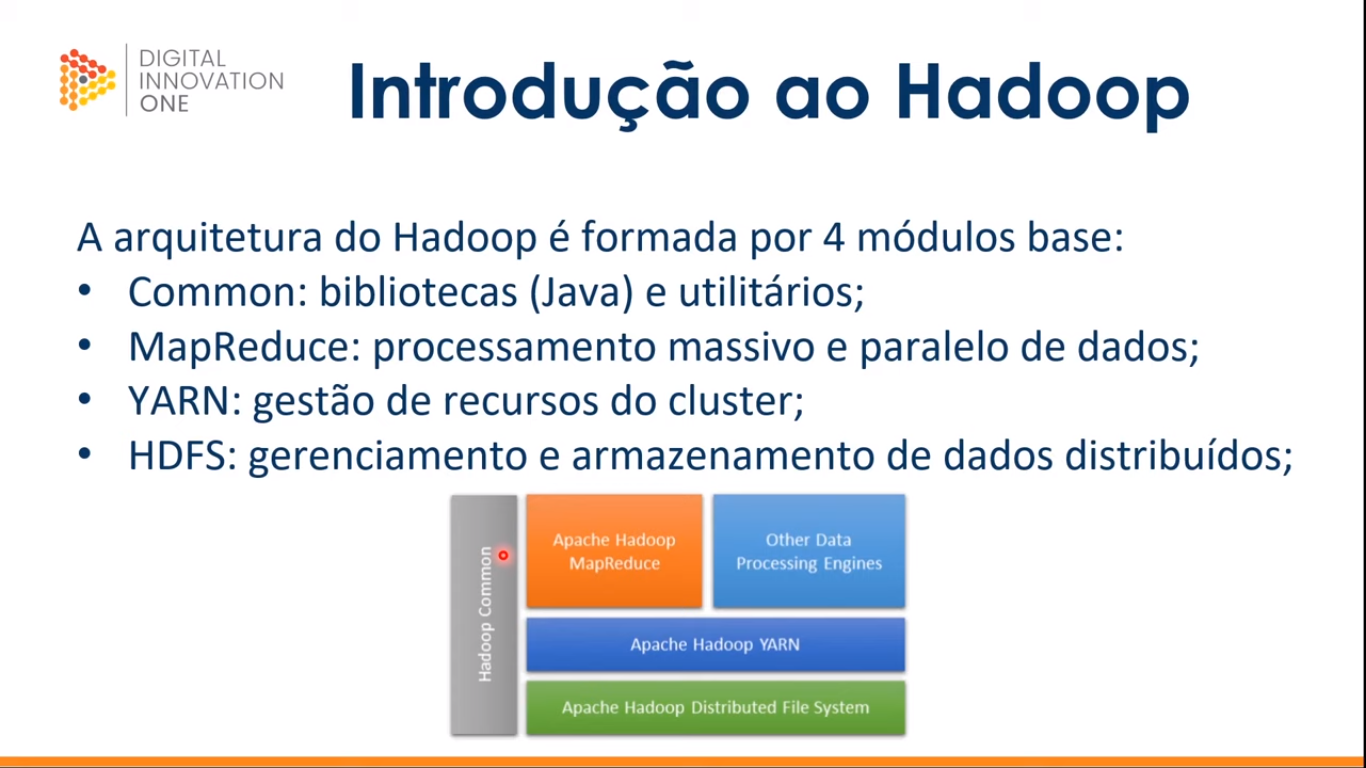 DIGITAL
INNOVATION
ONE
Introdução ao Hadoop
A arquitetura do Hadoop é formada por 4 módulos base:
• Common: bibliotecas (Java) e utilitários;
• MapReduce: processamento massivo e paralelo de dados;
• YARN: gestão de recursos do cluster;
• HDFS: gerenciamento e armazenamento de dados distribuídos;
Hadoop Common
Apache Hadoop
MapReduce
Other Data
Processing Engines
Apache Hadoop YARN
Apache Hadoop Distributed File System